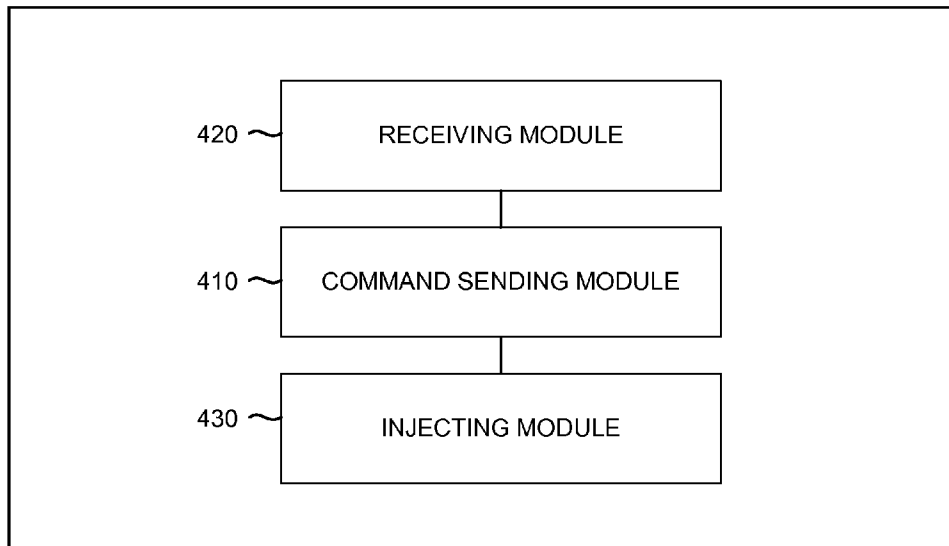 420 RECEIVING MODULE
410 COMMAND SENDING MODULE
430 INJECTING MODULE